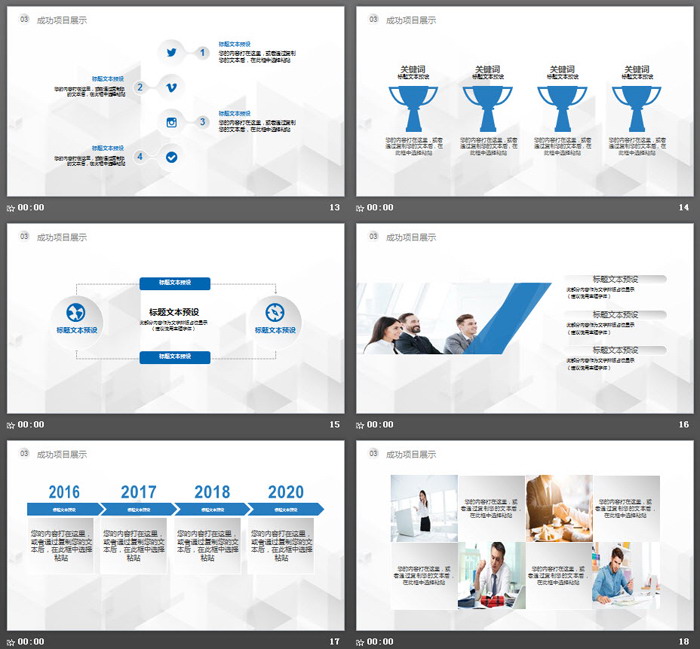 03 成功项目展示
标题文本预设
1
您的内容打在这里，或者通过复制
您的文本后，在此框中选择粘贴
标题文本预设
2
您的内容打在这里，或者通过复制您
的文本后，在此框中选择粘贴
标题文本预设
3
您的内容打在这里，或者通过复制
您的文本后，在此框中选择粘贴
标题文本预设
4
您的内容打在这里，或者通过复制您
的文本后，在此框中选择粘贴
00:00 13
03 成功项目展示
关键词 关键词 关键词 关键词
标题文本预设 标题文本预设 标题文本预设 标题文本预设
您的内容打在这里，或者 您的内容打在这里，或者 您的内容打在这里，或者 您的内容打在这里，或者
通过复制您的文本后，在 通过复制您的文本后，在 通过复制您的文本后，在 通过复制您的文本后，在
此框中选择粘贴 此框中选择粘贴 此框中选择粘贴 此框中选择粘贴
00:00 14
03 成功项目展示
标题文本预设
标题文本预设
标题文本预设
此部分内容作为文字排版占位显示
（建议使用主题字体）
标题文本预设
标题文本预设
00:00 15
03 成功项目展示
标题文本预设
此部分内容作为文字排版占位显示
（建议使用主题字体）
标题文本预设
此部分内容作为文字排版占位显示
（建议使用主题字体）
标题文本预设
此部分内容作为文字排版占位显示
（建议使用主题字体）
00:00 16
03 成功项目展示
2016 2017 2018 2020
标题文本预设 标题文本预设 标题文本预设 标题文本预设
您的内容打在这里， 您的内容打在这里， 您的内容打在这里， 您的内容打在这里，
或者通过复制您的文 或者通过复制您的文 或者通过复制您的文 或者通过复制您的文
本后，在此框中选择 本后，在此框中选择 本后，在此框中选择 本后，在此框中选择
粘贴 粘贴 粘贴 粘贴
00:00 17
03 成功项目展示
您的内容打在这里，或
者通过复制您的文本
后，在此框中选择粘贴
您的内容打在这里，或
者通过复制您的文本
后，在此框中选择粘贴
您的内容打在这里，或
者通过复制您的文本
后，在此框中选择粘贴
您的内容打在这里，或
者通过复制您的文本
后，在此框中选择粘贴
00:00 18